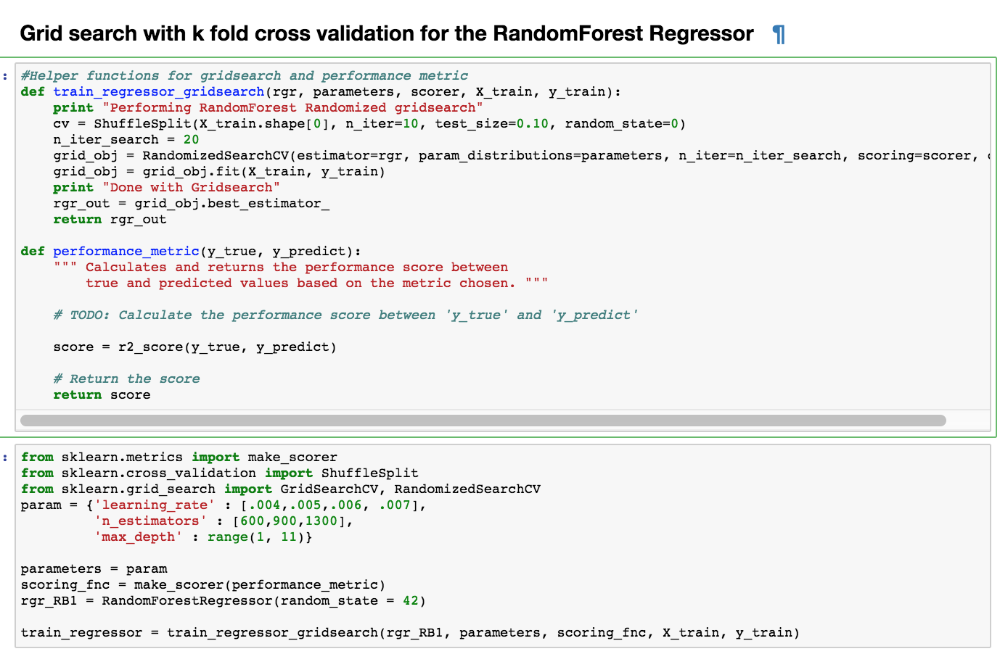 Grid search with k fold cross validation for the RandomForest Regressor ¶
: #Helper functions for gridsearch and performance metric
def train_regressor_gridsearch(rgr, parameters, scorer, X_train, y_train):
    print "Performing RandomForest Randomized gridsearch"
    cv = ShuffleSplit(X_train.shape[0], n_iter=10, test_size=0.10, random_state=0)
    n_iter_search = 20
    grid_obj = RandomizedSearchCV(estimator=rgr, param_distributions=parameters, n_iter=n_iter_search, scoring=scorer,
    grid_obj = grid_obj.fit(X_train, y_train)
    print "Done with Gridsearch"
    rgr_out = grid_obj.best_estimator_
    return rgr_out
def performance_metric(y_true, y_predict):
    """ Calculates and returns the performance score between
        true and predicted values based on the metric chosen. """
    # TODO: Calculate the performance score between 'y_true' and 'y_predict'
    score = r2_score(y_true, y_predict)
    # Return the score
    return score
: from sklearn.metrics import make_scorer
from sklearn.cross_validation import ShuffleSplit
from sklearn.grid_search import GridSearchCV, RandomizedSearchCV
param = {'learning_rate' : [.004,.005,.006, .007],
         'n_estimators' : [600,900,1300],
         'max_depth' : range(1, 11)}
parameters = param
scoring_fnc = make_scorer(performance_metric)
rgr_RB1 = RandomForestRegressor(random_state = 42)
train_regressor = train_regressor_gridsearch(rgr_RB1, parameters, scoring_fnc, X_train, y_train)